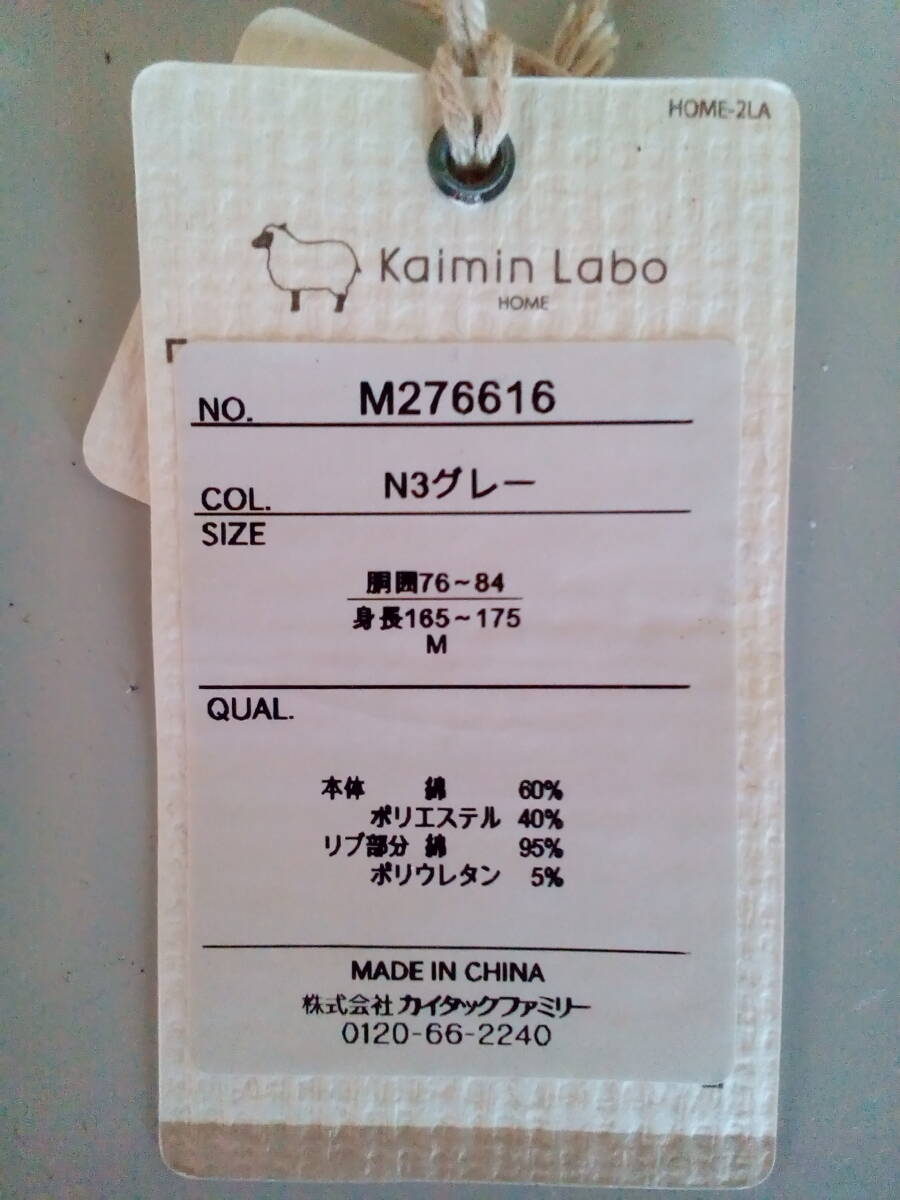 HOME-2LA
Kaimin Labo
HOME
NO. M276616
COL. N3グレー
SIZE
胴囲76~84
身長165~175
M
QUAL.
本体 綿 60%
ポリエステル 40%
リブ部分 綿 95%
ポリウレタン 5%
MADE IN CHINA
株式会社カイタックファミリー
0120-66-2240